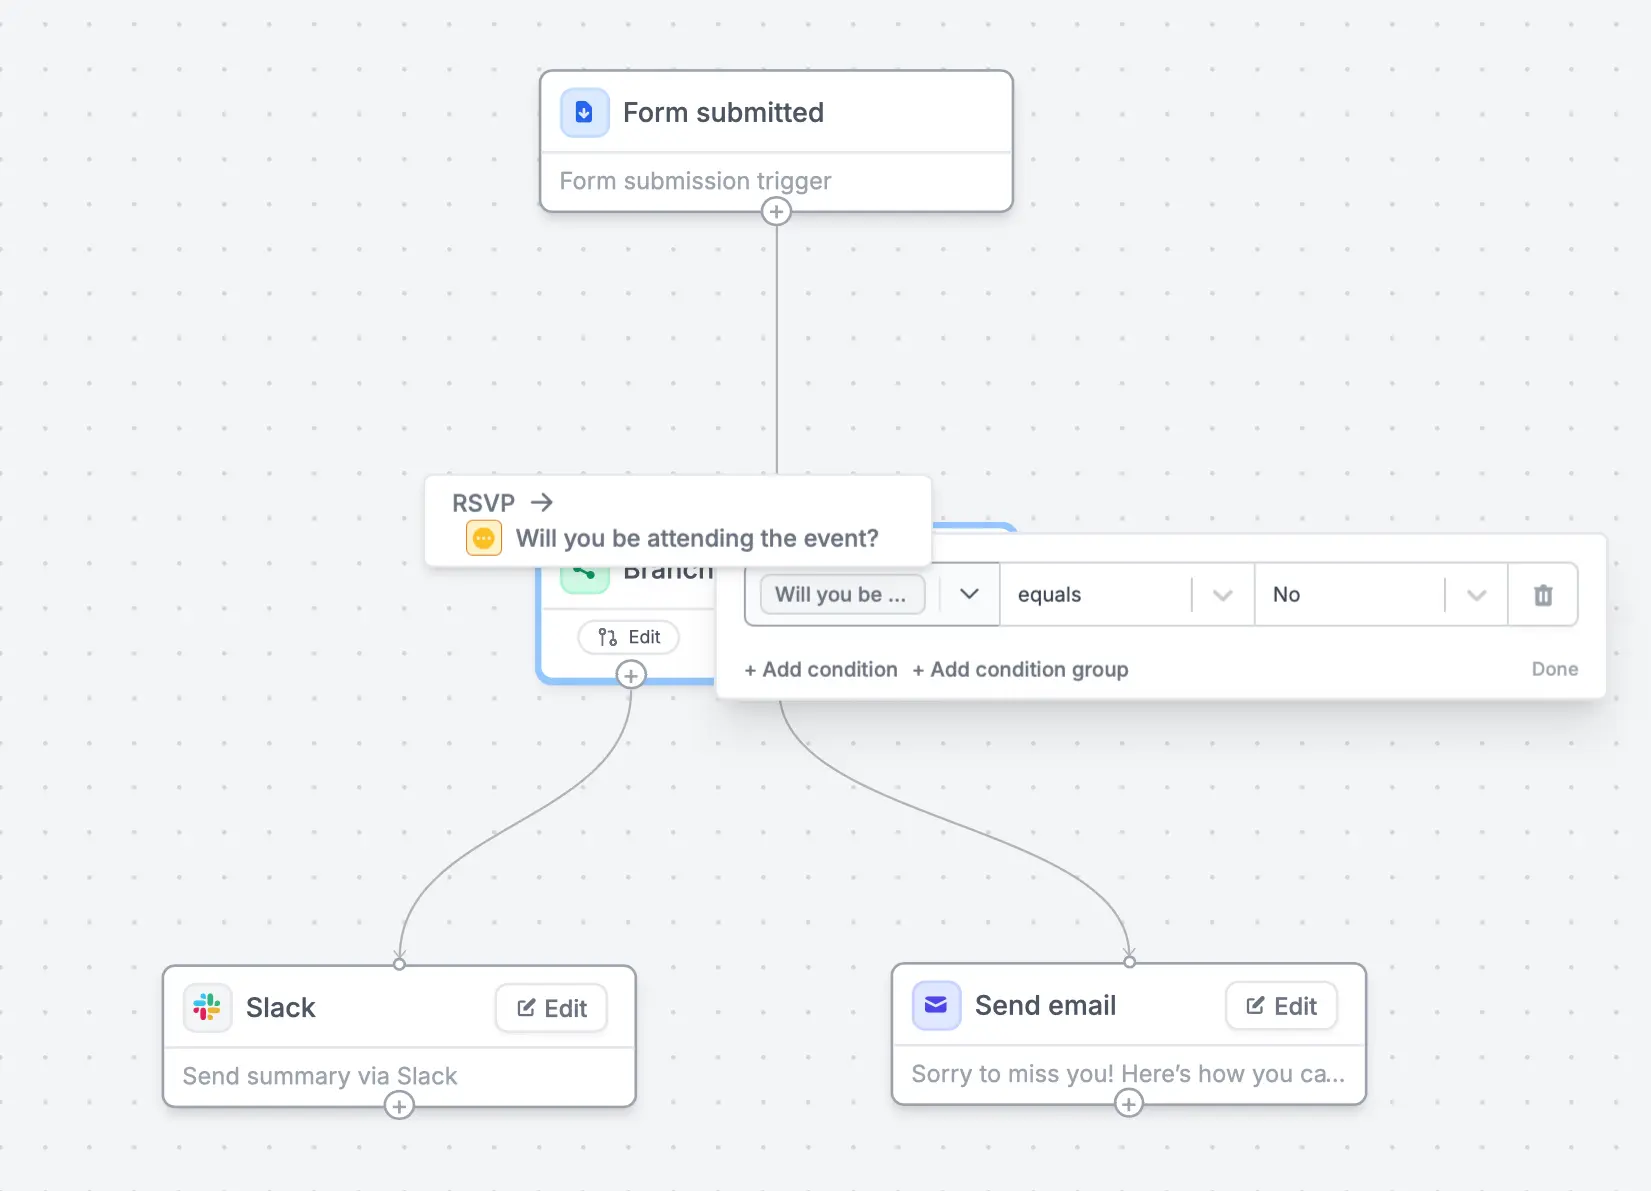 Form submitted
Form submission trigger
RSVP →
Will you be attending the event?
Branch
Will you be ...
equals
No
Edit
+ Add condition + Add condition group
Done
Slack
Edit
Send summary via Slack
Send email
Edit
Sorry to miss you! Here’s how you ca...